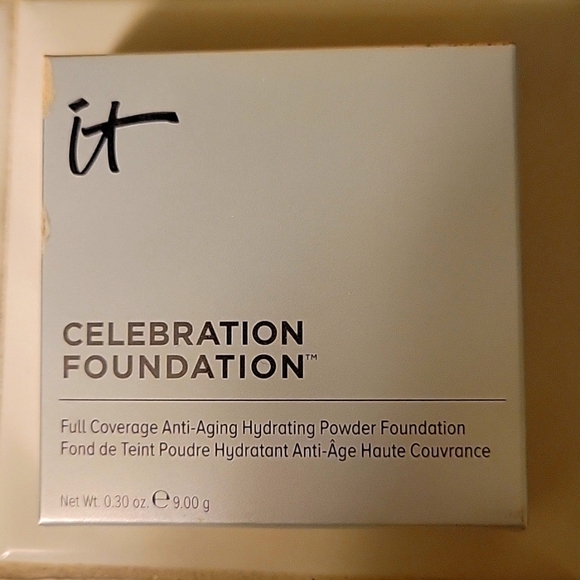 it
CELEBRATION
FOUNDATION™
Full Coverage Anti-Aging Hydrating Powder Foundation
Fond de Teint Poudre Hydratant Anti-Âge Haute Couvrance
Net Wt. 0.30 oz. ℮ 9.00 g